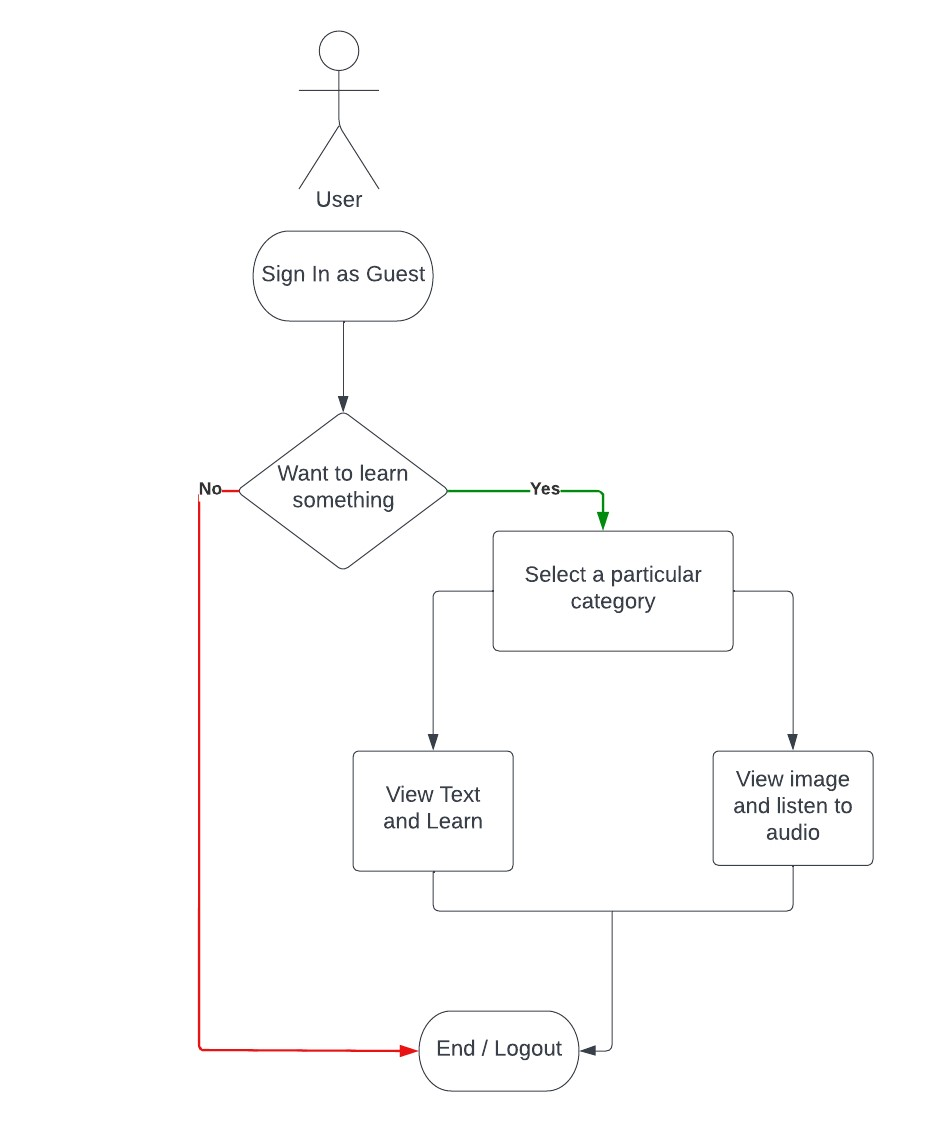 User
Sign In as Guest
Want to learn
something
No
Yes
Select a particular
category
View Text
and Learn
View image
and listen to
audio
End / Logout